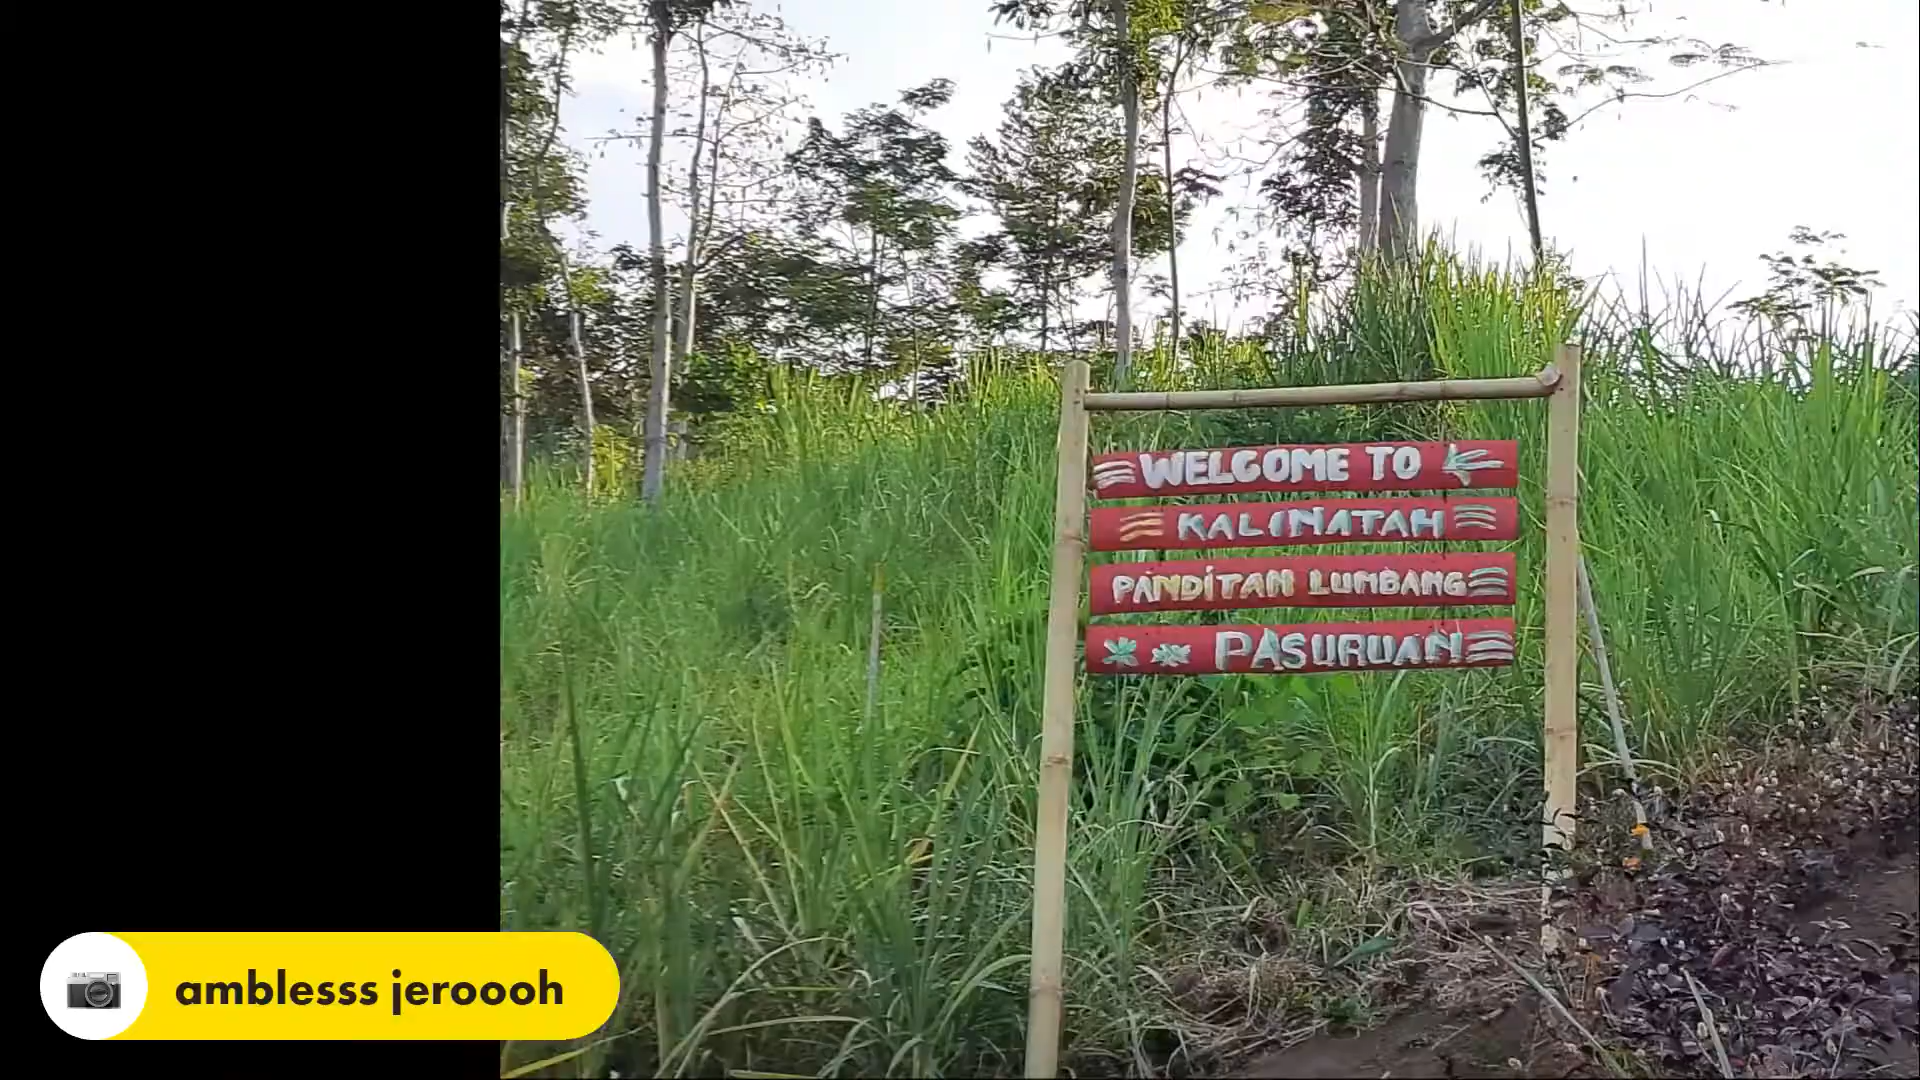 WELCOME TO
KALINATAH
PANDITAN LUMBANG
PASURUAN
amblesss jeroooh